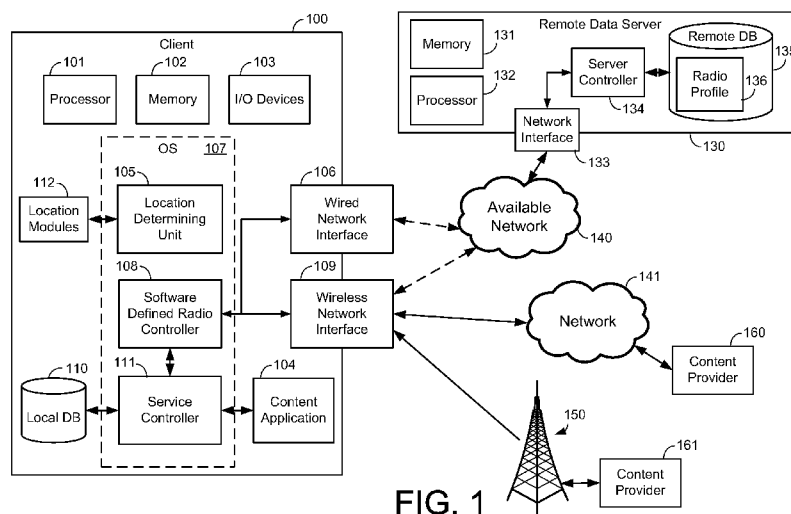 100
Client
101
Processor
102
Memory
103
I/O Devices
OS 107
112
Location
Modules
105
Location
Determining
Unit
106
Wired
Network
Interface
108
Software
Defined Radio
Controller
109
Wireless
Network
Interface
110
Local DB
111
Service
Controller
104
Content
Application
Remote Data Server
Memory
131
Processor
132
Server
Controller
134
Remote DB
135
Radio
Profile
136
Network
Interface
133
130
Available
Network
140
141
Network
160
Content
Provider
150
161
Content
Provider
FIG. 1